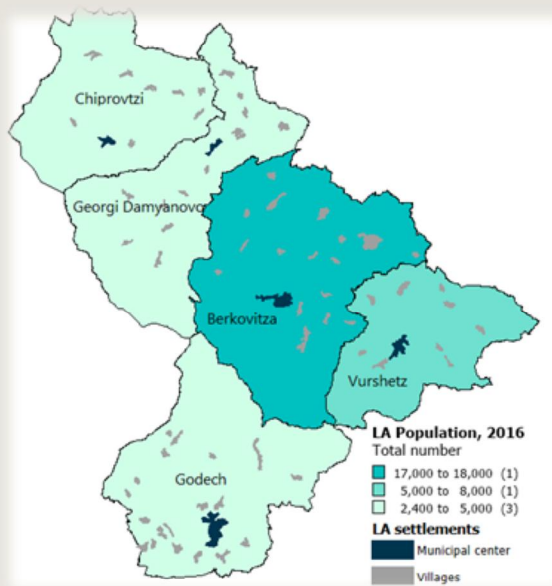 Chiprovtzi
Georgi Damyanovo
Berkovitza
Vurshetz
Godech
LA Population, 2016
Total number
17,000 to 18,000 (1)
5,000 to 8,000 (1)
2,400 to 5,000 (3)
LA settlements
Municipal center
Villages